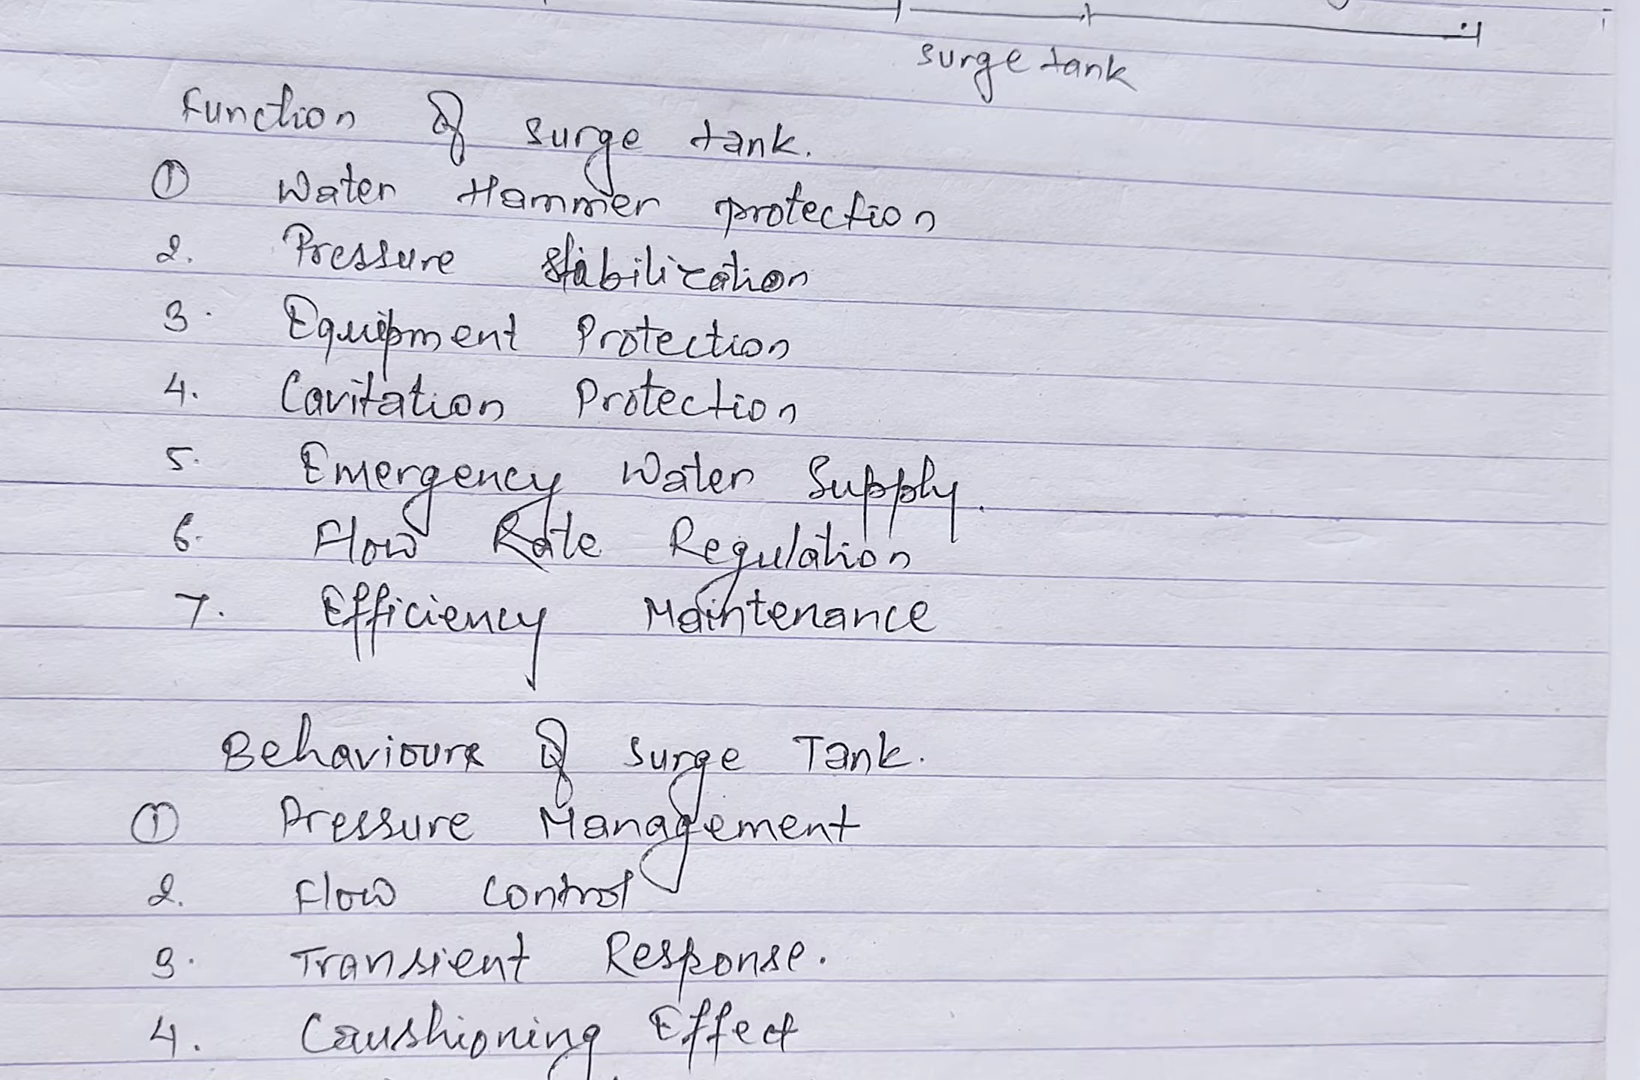 surge tank
Function of surge tank.
① Water Hammer protection
2. Pressure stabilization
3. Equipment Protection
4. Cavitation Protection
5. Emergency Water Supply.
6. Flow Rate Regulation
7. Efficiency Maintenance
Behaviours of surge Tank.
① Pressure Management
2. Flow control
3. Transient Response.
4. Caushioning Effect